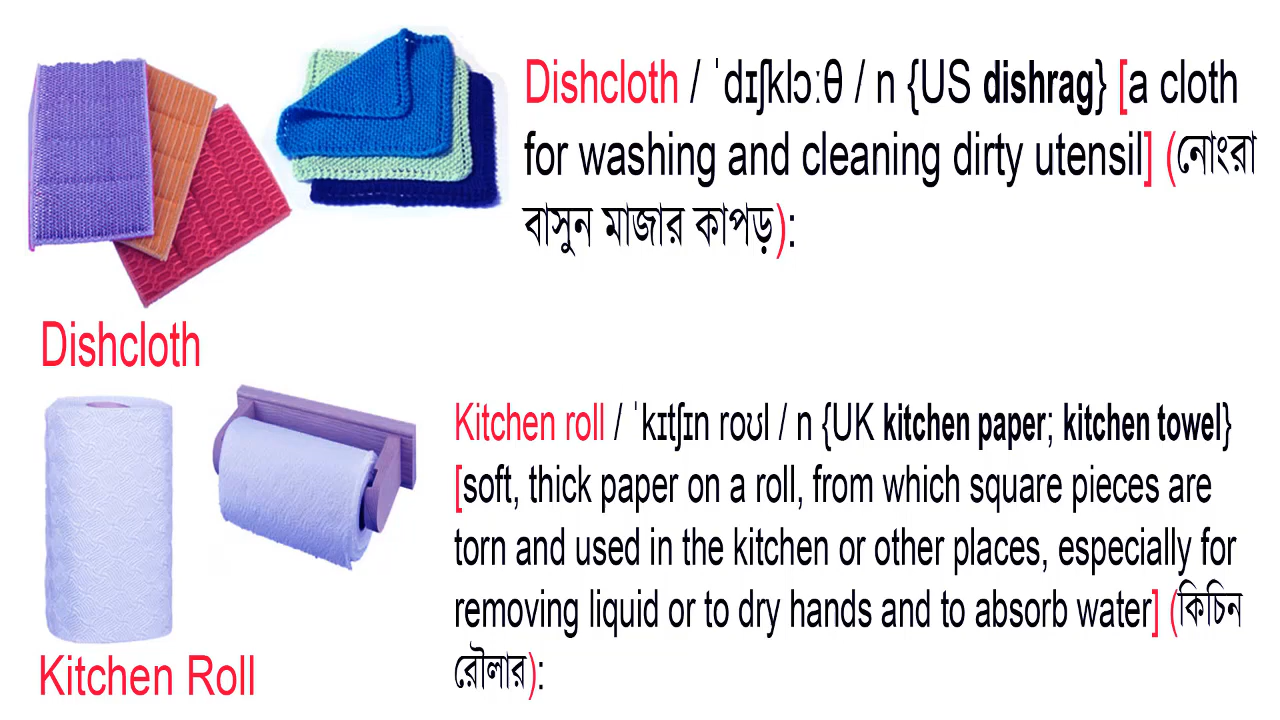 Dishcloth / ˈdɪʃklɔːθ / n {US dishrag} [a cloth
for washing and cleaning dirty utensil] (নোংরা
বাসুন মাজার কাপড়):
Dishcloth
Kitchen roll / ˈkɪtʃɪn roʊl / n {UK kitchen paper; kitchen towel}
[soft, thick paper on a roll, from which square pieces are
torn and used in the kitchen or other places, especially for
removing liquid or to dry hands and to absorb water] (কিচিন
রৌলার):
Kitchen Roll